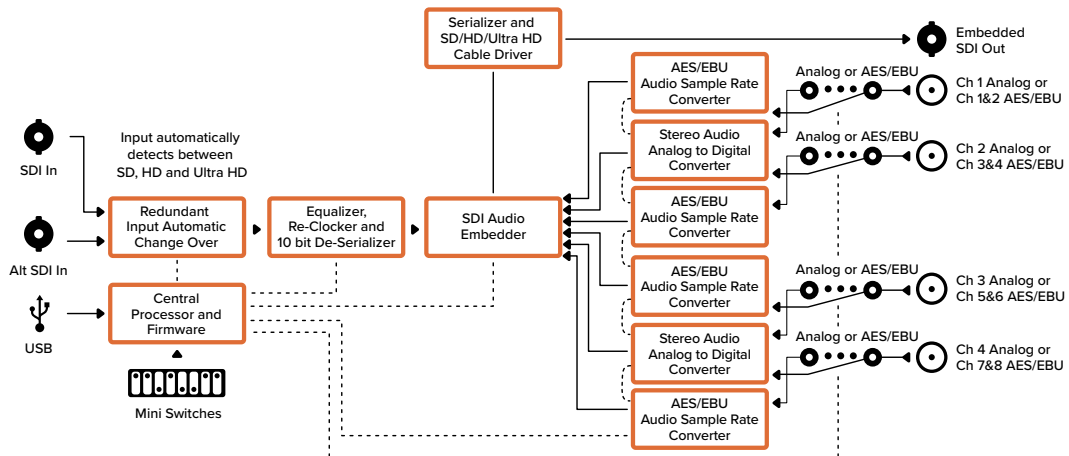 Serializer and
SD/HD/Ultra HD
Cable Driver
Embedded
SDI Out
AES/EBU
Audio Sample Rate
Converter
Analog or AES/EBU
Ch 1 Analog or
Ch 1&2 AES/EBU
Input automatically
detects between
SD, HD and Ultra HD
SDI In
Stereo Audio
Analog to Digital
Converter
Analog or AES/EBU
Ch 2 Analog or
Ch 3&4 AES/EBU
Redundant
Input Automatic
Change Over
Equalizer,
Re-Clocker and
10 bit De-Serializer
SDI Audio
Embedder
AES/EBU
Audio Sample Rate
Converter
Alt SDI In
AES/EBU
Audio Sample Rate
Converter
Analog or AES/EBU
Ch 3 Analog or
Ch 5&6 AES/EBU
Central
Processor and
Firmware
USB
Stereo Audio
Analog to Digital
Converter
Analog or AES/EBU
Ch 4 Analog or
Ch 7&8 AES/EBU
Mini Switches
AES/EBU
Audio Sample Rate
Converter